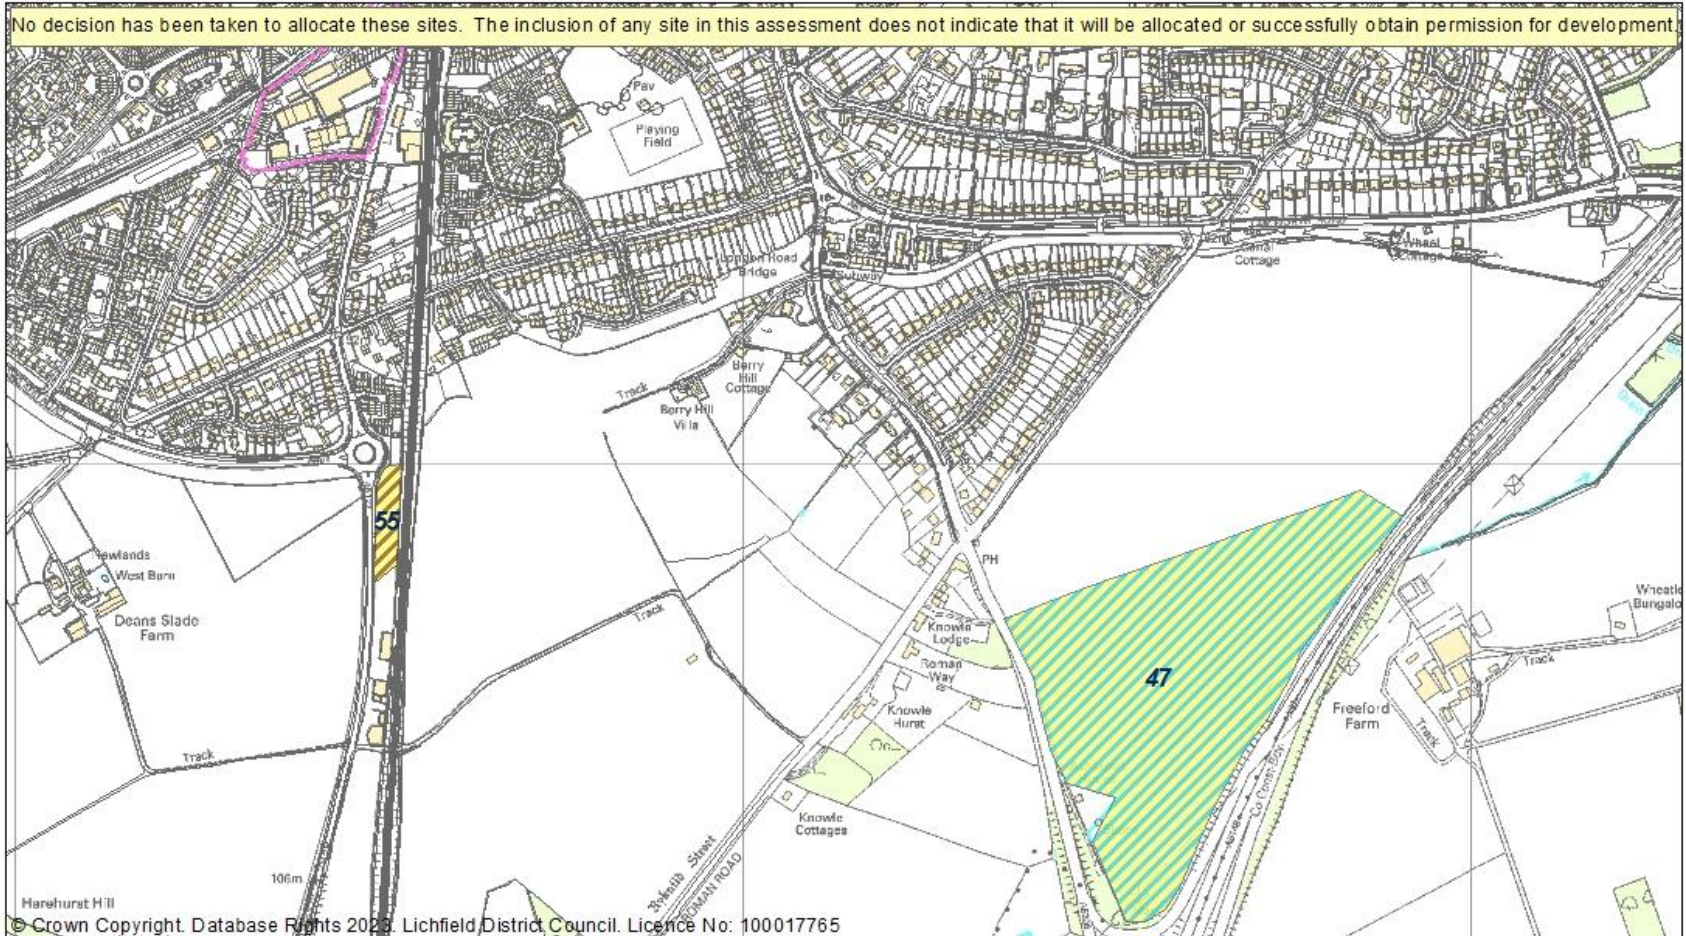 No decision has been taken to allocate these sites. The inclusion of any site in this assessment does not indicate that it will be allocated or successfully obtain permission for development.
Pav
Playing
Field
Track
London Road
Bridge
Subway
Canal
Cottage
Wheel
Cottage
Berry
Hill
Cottage
Track
Berry Hill
Villa
Drain
55
West Barn
Deans Slade
Farm
PH
Track
Knowle
Lodge
Roman
Way
47
Wheatle
Bungalo
Track
Freeford
Farm
Track
Knowle
Hurst
Track
Co Const Bdy
Knowle
Cottages
Street
ROMAN ROAD
106m
Harehurst Hill
© Crown Copyright. Database Rights 2023. Lichfield District Council. Licence No: 100017765